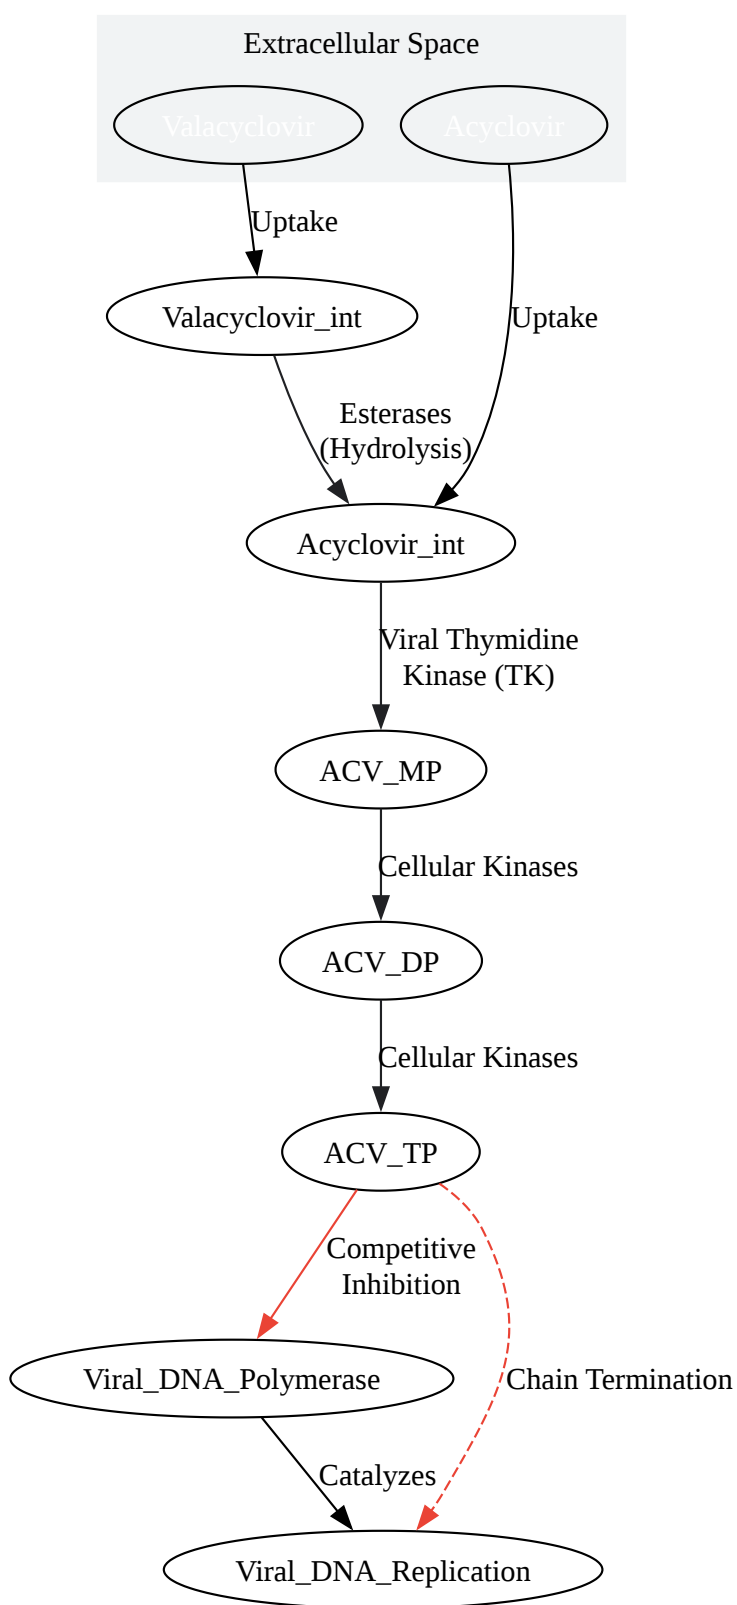 Extracellular Space
Valacyclovir
Acyclovir
Uptake
Valacyclovir_int
Uptake
Esterases
(Hydrolysis)
Acyclovir_int
Viral Thymidine
Kinase (TK)
ACV_MP
Cellular Kinases
ACV_DP
Cellular Kinases
ACV_TP
Competitive
Inhibition
Viral_DNA_Polymerase
Chain Termination
Catalyzes
Viral_DNA_Replication